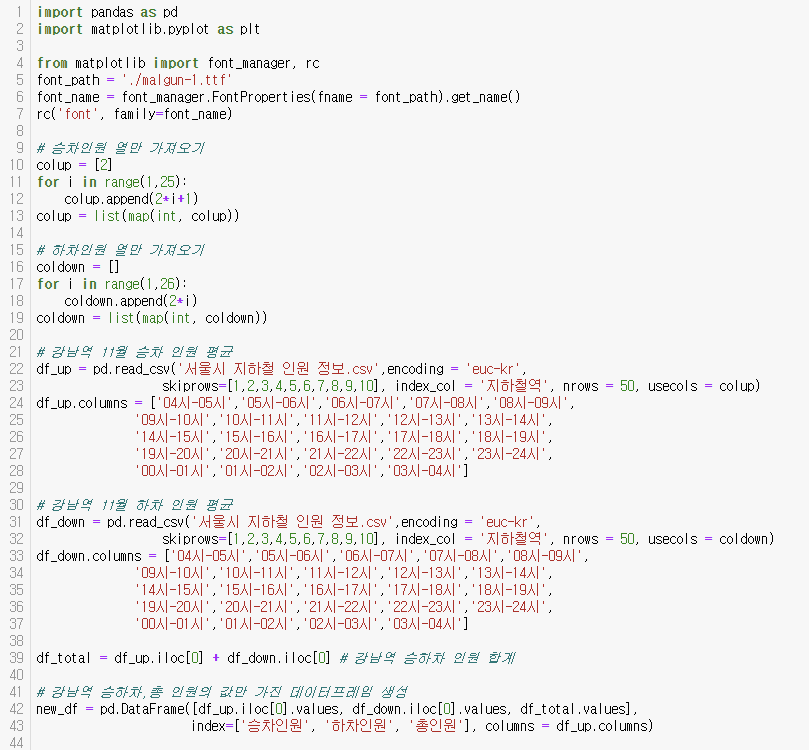 1 import pandas as pd
2 import matplotlib.pyplot as plt
3
4 from matplotlib import font_manager, rc
5 font_path = './malgun-1.ttf'
6 font_name = font_manager.FontProperties(fname = font_path).get_name()
7 rc('font', family=font_name)
8
9 # 승차인원 열만 가져오기
10 colup = [2]
11 for i in range(1,25):
12     colup.append(2*i+1)
13 colup = list(map(int, colup))
14
15 # 하차인원 열만 가져오기
16 coldown = []
17 for i in range(1,26):
18     coldown.append(2*i)
19 coldown = list(map(int, coldown))
20
21 # 강남역 11월 승차 인원 평균
22 df_up = pd.read_csv('서울시 지하철 인원 정보.csv',encoding = 'euc-kr',
23                   skiprows=[1,2,3,4,5,6,7,8,9,10], index_col = '지하철역', nrows = 50, usecols = colup)
24 df_up.columns = ['04시-05시','05시-06시','06시-07시','07시-08시','08시-09시',
25               '09시-10시','10시-11시','11시-12시','12시-13시','13시-14시',
26               '14시-15시','15시-16시','16시-17시','17시-18시','18시-19시',
27               '19시-20시','20시-21시','21시-22시','22시-23시','23시-24시',
28               '00시-01시','01시-02시','02시-03시','03시-04시']
29
30 # 강남역 11월 하차 인원 평균
31 df_down = pd.read_csv('서울시 지하철 인원 정보.csv',encoding = 'euc-kr',
32                   skiprows=[1,2,3,4,5,6,7,8,9,10], index_col = '지하철역', nrows = 50, usecols = coldown)
33 df_down.columns = ['04시-05시','05시-06시','06시-07시','07시-08시','08시-09시',
34               '09시-10시','10시-11시','11시-12시','12시-13시','13시-14시',
35               '14시-15시','15시-16시','16시-17시','17시-18시','18시-19시',
36               '19시-20시','20시-21시','21시-22시','22시-23시','23시-24시',
37               '00시-01시','01시-02시','02시-03시','03시-04시']
38
39 df_total = df_up.iloc[0] + df_down.iloc[0] # 강남역 승하차 인원 합계
40
41 # 강남역 승하차,총 인원의 값만 가진 데이터프레임 생성
42 new_df = pd.DataFrame([df_up.iloc[0].values, df_down.iloc[0].values, df_total.values],
43                       index=['승차인원', '하차인원', '총인원'], columns = df_up.columns)
44